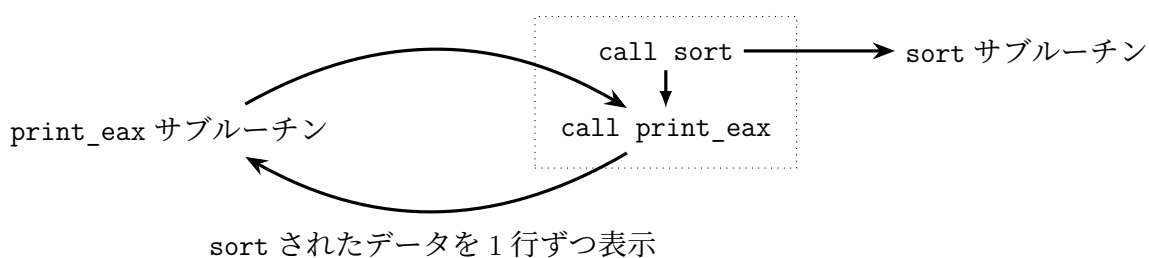 call sort
sort サブルーチン
print_eax サブルーチン
call print_eax
sort されたデータを 1 行ずつ表示